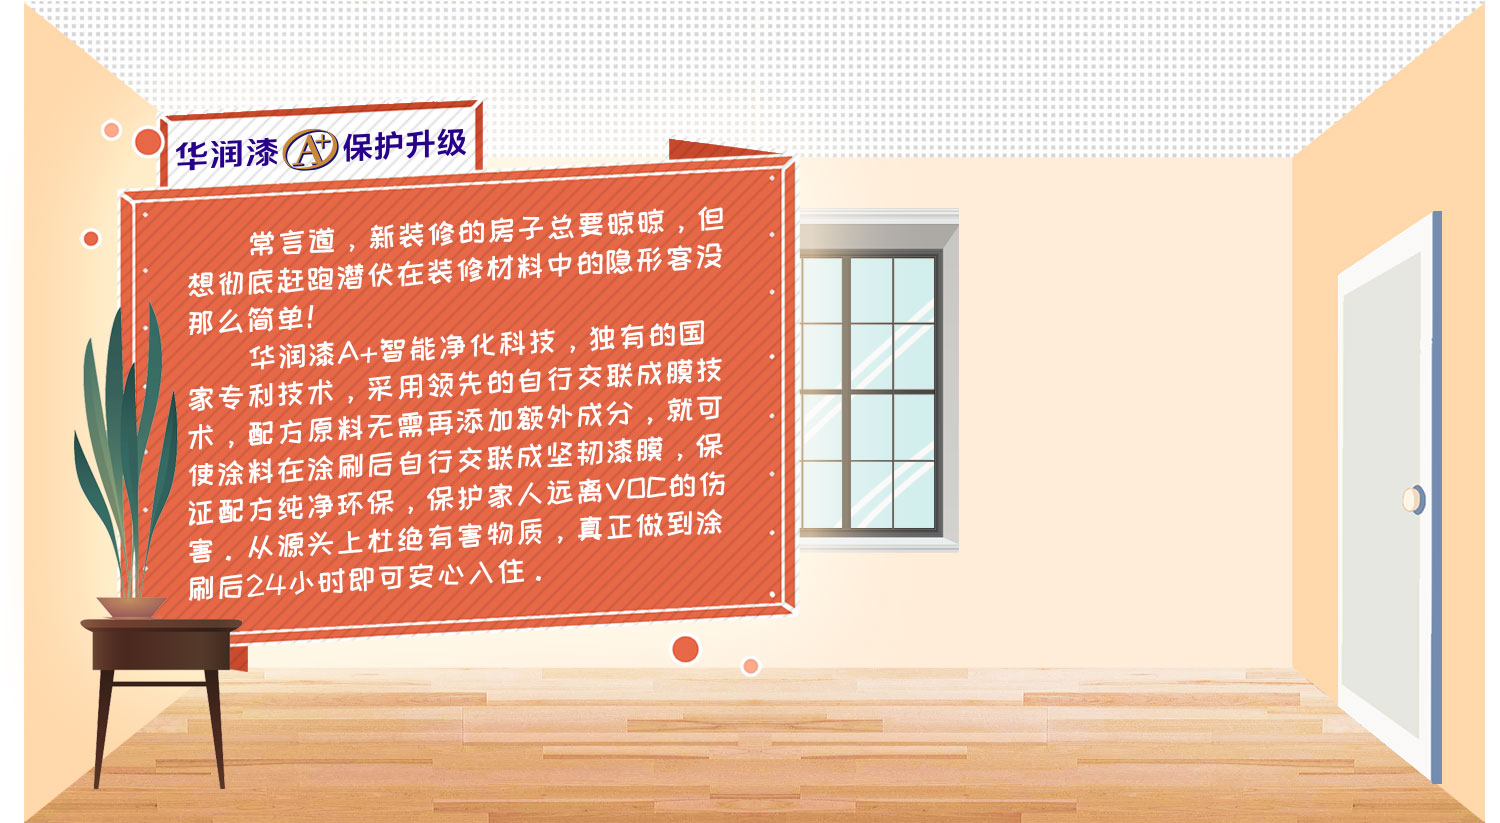 华润漆A+保护升级
常言道，新装修的房子总要晾晾，但
想彻底赶跑潜伏在装修材料中的隐形客没
那么简单！
华润漆A+智能净化科技，独有的国
家专利技术，采用领先的自行交联成膜技
术，配方原料无需再添加额外成分，就可
使涂料在涂刷后自行交联成坚韧漆膜，保
证配方纯净环保，保护家人远离VOC的伤
害．从源头上杜绝有害物质，真正做到涂
刷后24小时即可安心入住．